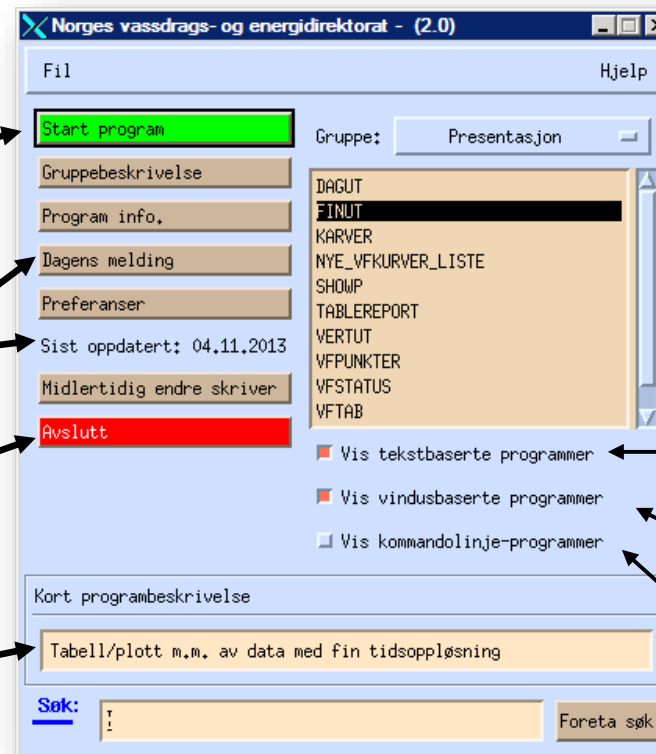 Norges vassdrags- og energidirektorat - (2.0)
Fil
Hjelp
Start program
Gruppebeskrivelse
Program info.
Dagens melding
Preferanser
Sist oppdatert: 04.11.2013
Midlertidig endre skriver
Avslutt
Gruppe:
Presentasjon
DAGUT
FINUT
KARVER
NYE_VFKURVER_LISTE
SHOWP
TABLEREPORT
VERTUT
VFPUNKTER
VFSTATUS
VFTAB
Vis tekstbaserte programmer
Vis vindusbaserte programmer
Vis kommandolinje-programmer
Kort programbeskrivelse
Tabell/plott m.m. av data med fin tidsoppløsning
Søk:
Foreta søk